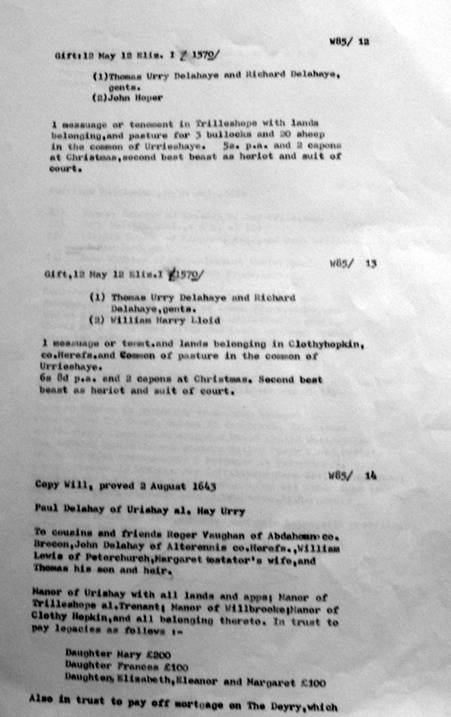 W85/ 12
Gift:12 May 12 Eliz. I / 1570/
(1)Thomas Urry Delahaye and Richard Delahaye,
gents.
(2)John Hoper
1 messuage or tenement in Trilleshope with lands
belonging,and pasture for 3 bullocks and 20 sheep
in the common of Urrieshaye. 5s. p.a. and 2 capons
at Christmas,second best beast as heriot and suit of
court.
W85/ 13
Gift,12 May 12 Eliz.I /1570/
(1) Thomas Urry Delahaye and Richard
Delahaye,gents.
(2) William Harry Lloid
1 messuage or temt.and lands belonging in Clothyhopkin,
co.Herefs.and Common of pasture in the common of
Urrieshaye.
6s 8d p.a. and 2 capons at Christmas. Second best
beast as heriot and suit of court.
W85/ 14
Copy Will, proved 2 August 1643
Paul Delahay of Urishay al. Hay Urry
To cousins and friends Roger Vaughan of co.
Brecon,John Delahay of Alterennis co.Herefs.,William
Lewis of Peterchurch,Margaret testator's wife,and
Thomas his son and heir.
Manor of Urishay with all lands and apps; Manor of
Trilleshope al.Trenant; Manor of Willbrooke;Manor of
Clothy Hopkin,and all belonging thereto. In trust to
pay legacies as follows :-
Daughter Mary £200
Daughter Frances £100
Daughter Elizabeth,Eleanor and Margaret £100
Also in trust to pay off mortgage on The Deyry,which